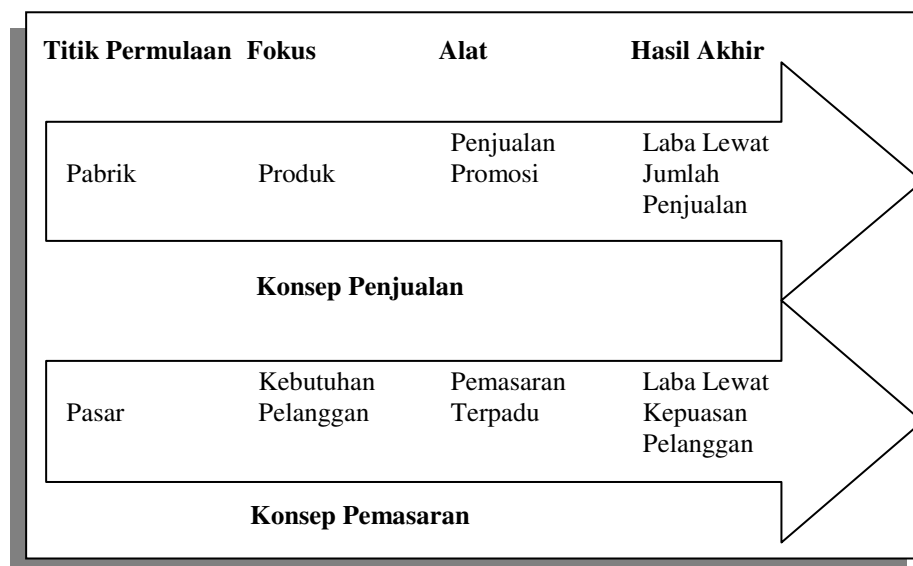 Titik Permulaan Fokus Alat Hasil Akhir
Penjualan Laba Lewat
Pabrik Produk Promosi Jumlah
Penjualan
Konsep Penjualan
Kebutuhan Pemasaran Laba Lewat
Pasar Pelanggan Terpadu Kepuasan
Pelanggan
Konsep Pemasaran